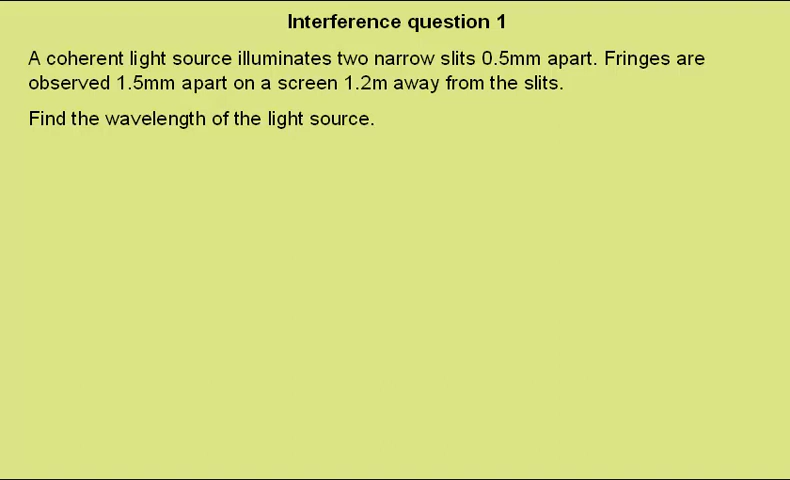 Interference question 1
A coherent light source illuminates two narrow slits 0.5mm apart. Fringes are
observed 1.5mm apart on a screen 1.2m away from the slits.
Find the wavelength of the light source.